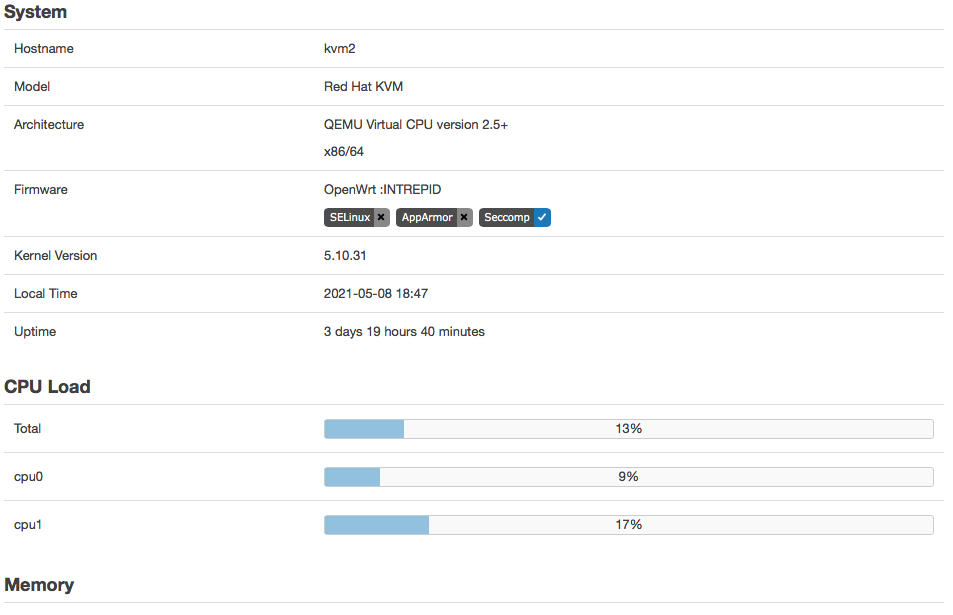 System
Hostname kvm2
Model Red Hat KVM
Architecture QEMU Virtual CPU version 2.5+
x86/64
Firmware OpenWrt :INTREPID
SELinux × AppArmor × Seccomp ✓
Kernel Version 5.10.31
Local Time 2021-05-08 18:47
Uptime 3 days 19 hours 40 minutes
CPU Load
Total 13%
cpu0 9%
cpu1 17%
Memory